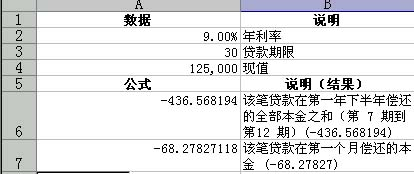 A B
1 数据 说明
2 9.00% 年利率
3 30 贷款期限
4 125,000 现值
5 公式 说明（结果）
-436.568194 该笔贷款在第一年下半年偿还
的全部本金之和（第 7 期到
6 第12 期）(-436.568194)
-68.27827118 该笔贷款在第一个月偿还的本
7 金 (-68.27827)